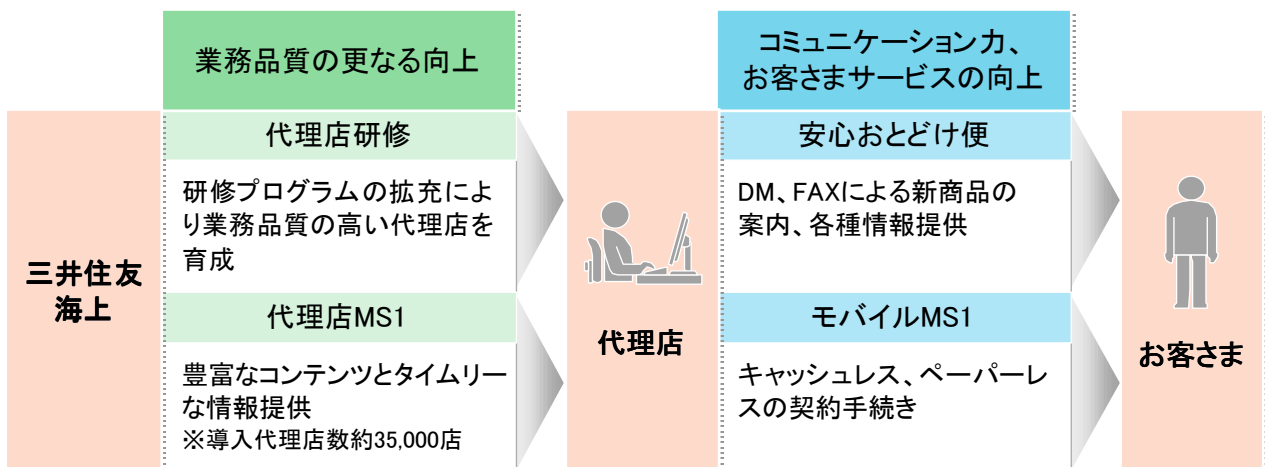 業務品質の更なる向上
コミュニケーション力、
お客さまサービスの向上
三井住友
海上
代理店研修
研修プログラムの拡充によ
り業務品質の高い代理店を
育成
代理店MS1
豊富なコンテンツとタイムリー
な情報提供
※導入代理店数約35,000店
代理店
安心おとどけ便
DM、FAXによる新商品の
案内、各種情報提供
モバイルMS1
キャッシュレス、ペーパーレ
スの契約手続き
お客さま